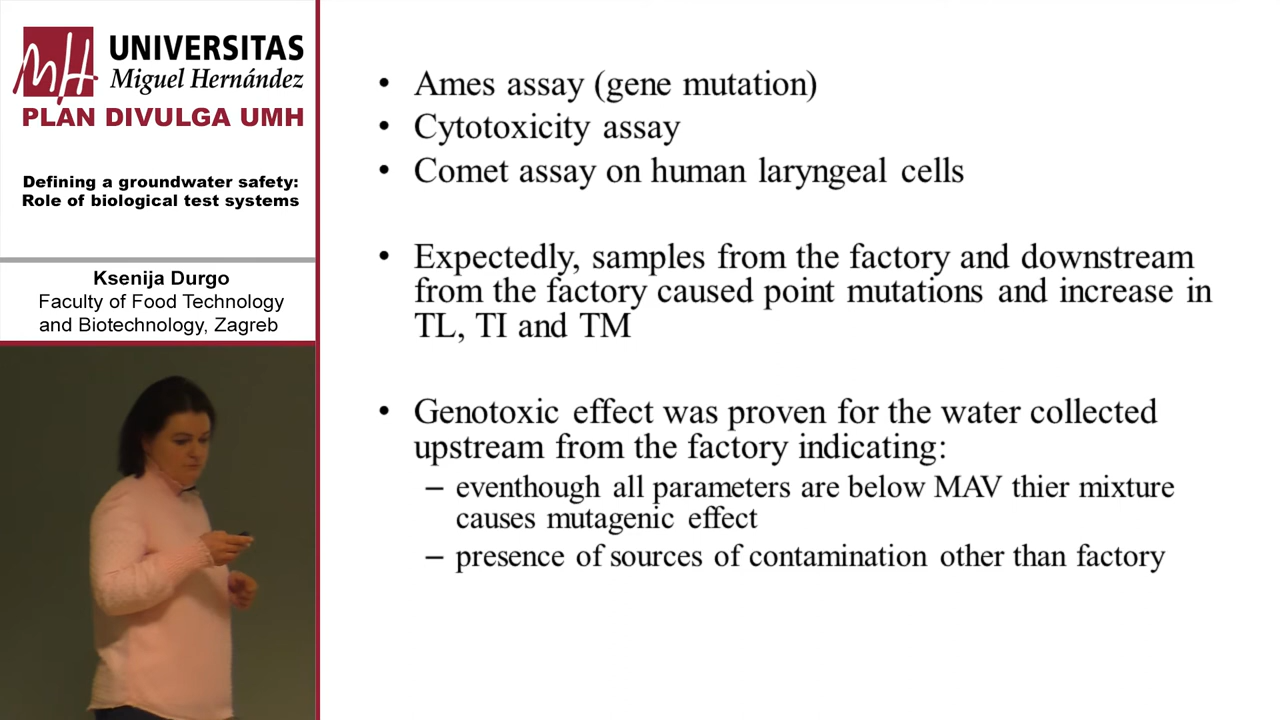 UNIVERSITAS
Miguel Hernández
PLAN DIVULGA UMH
Defining a groundwater safety:
Role of biological test systems
Ksenija Durgo
Faculty of Food Technology
and Biotechnology, Zagreb
• Ames assay (gene mutation)
• Cytotoxicity assay
• Comet assay on human laryngeal cells
• Expectedly, samples from the factory and downstream
from the factory caused point mutations and increase in
TL, TI and TM
• Genotoxic effect was proven for the water collected
upstream from the factory indicating:
– eventhough all parameters are below MAV thier mixture
causes mutagenic effect
– presence of sources of contamination other than factory